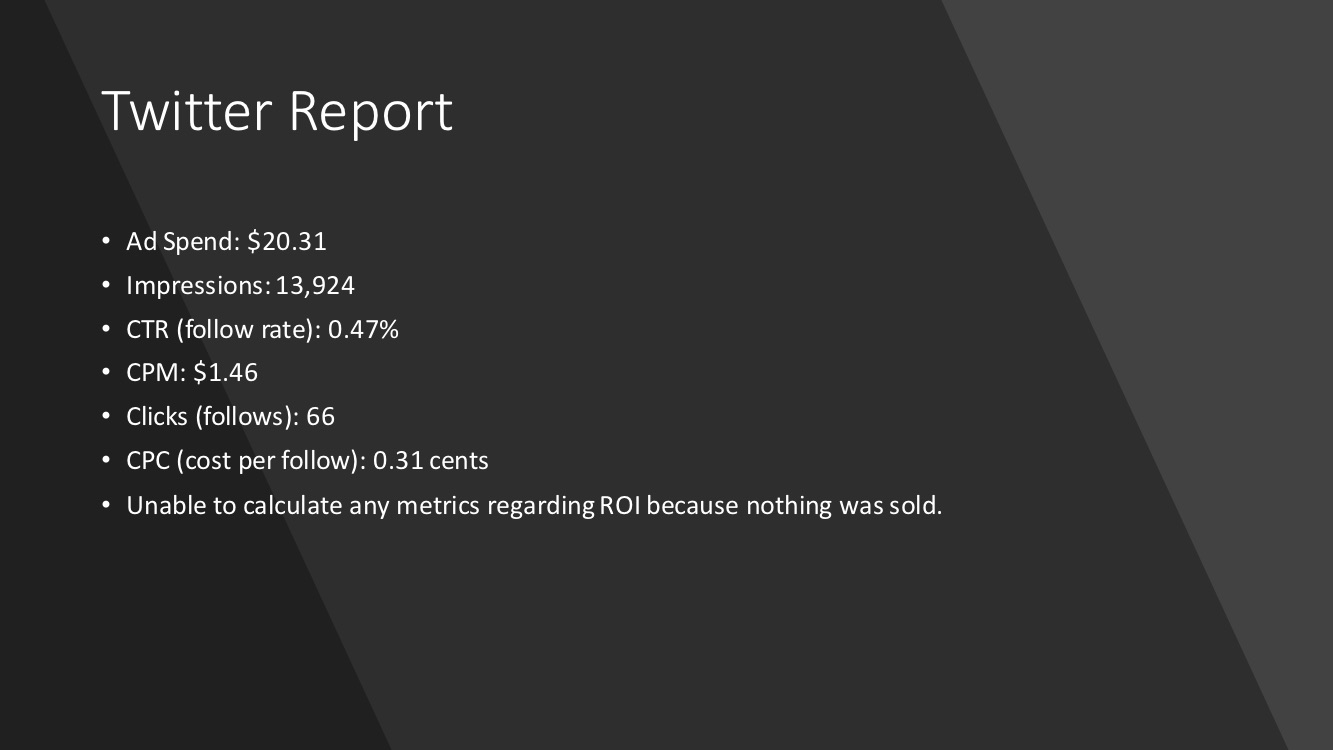 Twitter Report
• Ad Spend: $20.31
• Impressions: 13,924
• CTR (follow rate): 0.47%
• CPM: $1.46
• Clicks (follows): 66
• CPC (cost per follow): 0.31 cents
• Unable to calculate any metrics regarding ROI because nothing was sold.